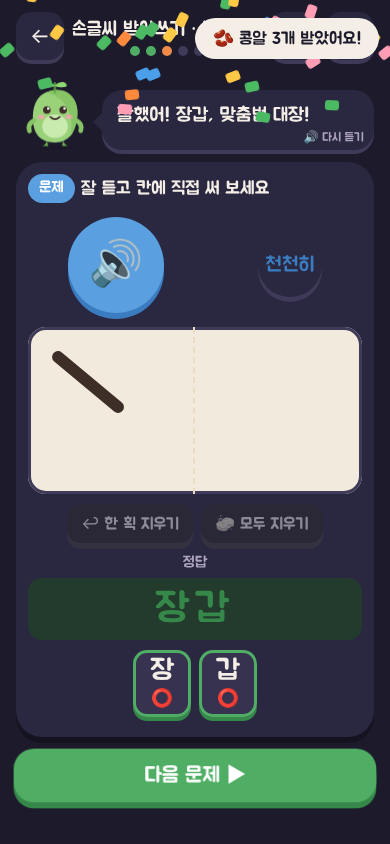 손글씨 받아쓰기 ·
콩알 3개 받았어요!
잘했어! 장갑, 맞춤법 대장!
다시 듣기
문제 잘 듣고 칸에 직접 써 보세요
천천히
한 획 지우기 모두 지우기
정답
장갑
장 갑
다음 문제 ▶